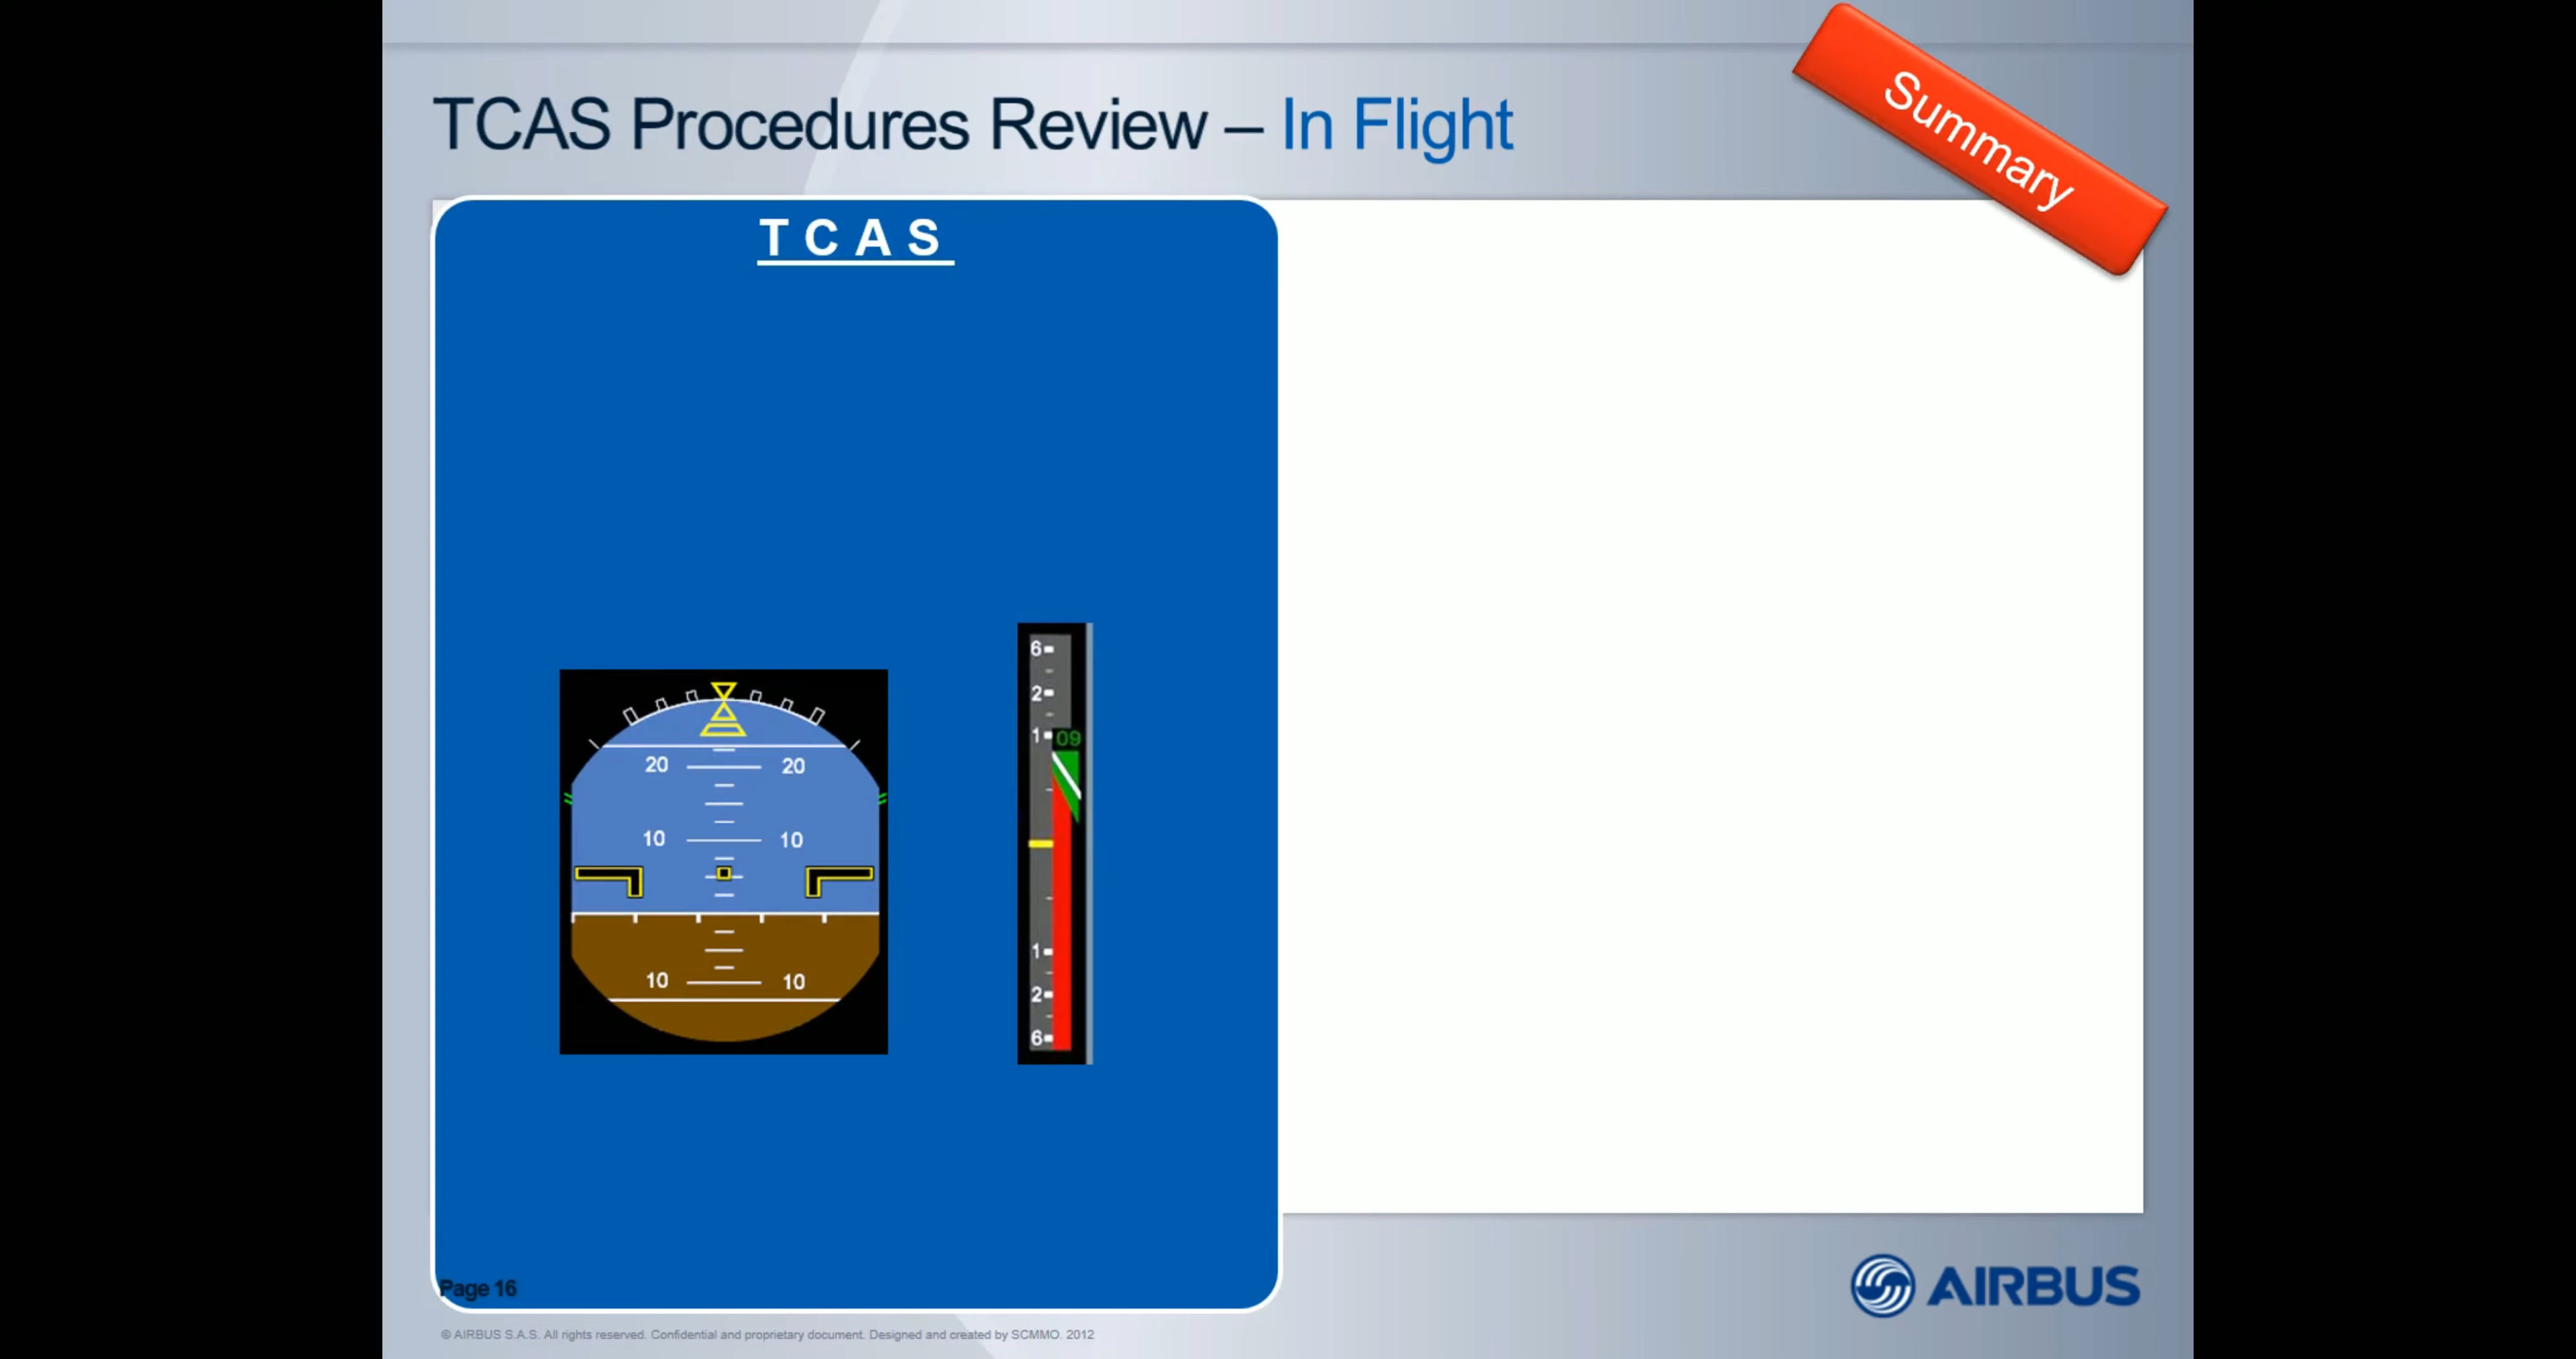 TCAS Procedures Review – In Flight
Summary
TCAS
20 20
10 10
10 10
6
2
1
09
1
2
6
Page 16
AIRBUS
© AIRBUS S.A.S. All rights reserved. Confidential and proprietary document. Designed and created by SCMMO. 2012